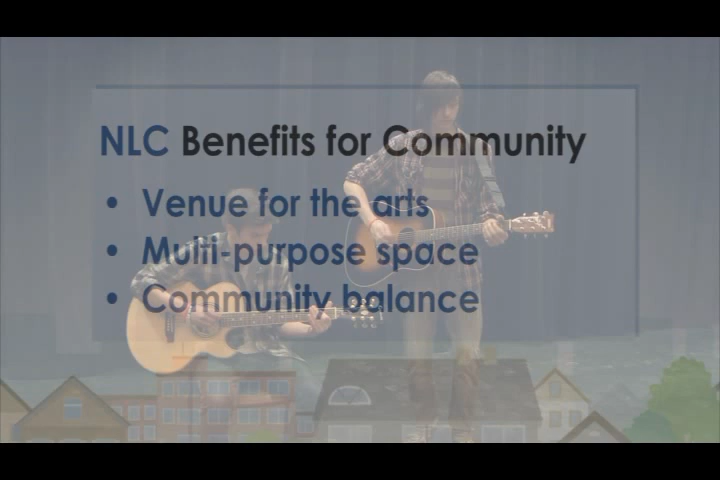 NLC Benefits for Community
• Venue for the arts
• Multi-purpose space
• Community balance